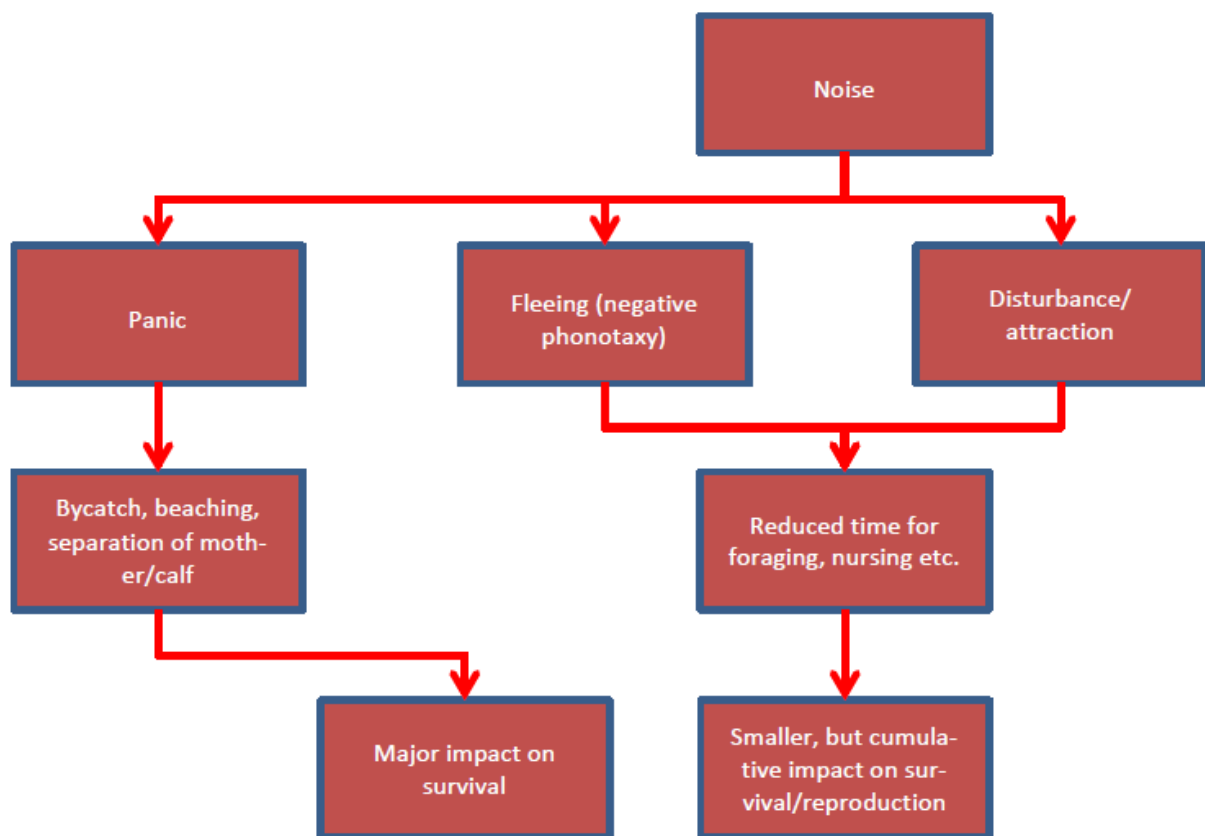 Noise
Panic
Fleeing (negative
phonotaxy)
Disturbance/
attraction
Bycatch, beaching,
separation of moth-
er/calf
Reduced time for
foraging, nursing etc.
Major impact on
survival
Smaller, but cumula-
tive impact on sur-
vival/reproduction